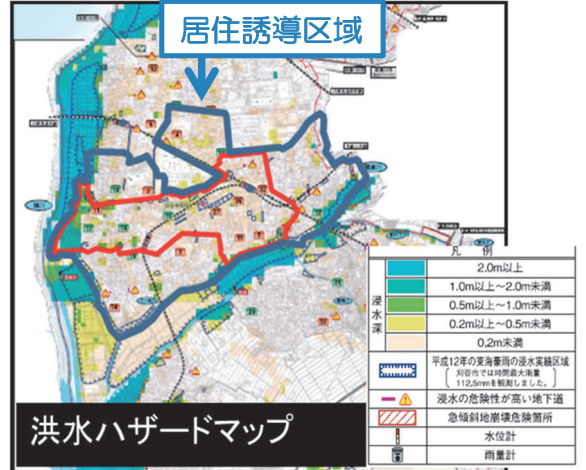 居住誘導区域
凡 例
浸水深
2.0m以上
1.0m以上～2.0m未満
0.5m以上～1.0m未満
0.2m以上～0.5m未満
0.2m未満
平成12年の東海豪雨の浸水実績区域
刈谷市では時間最大雨量
112.5mmを観測しました。
浸水の危険性が高い地下道
急傾斜地崩壊危険箇所
水位計
雨量計
洪水ハザードマップ